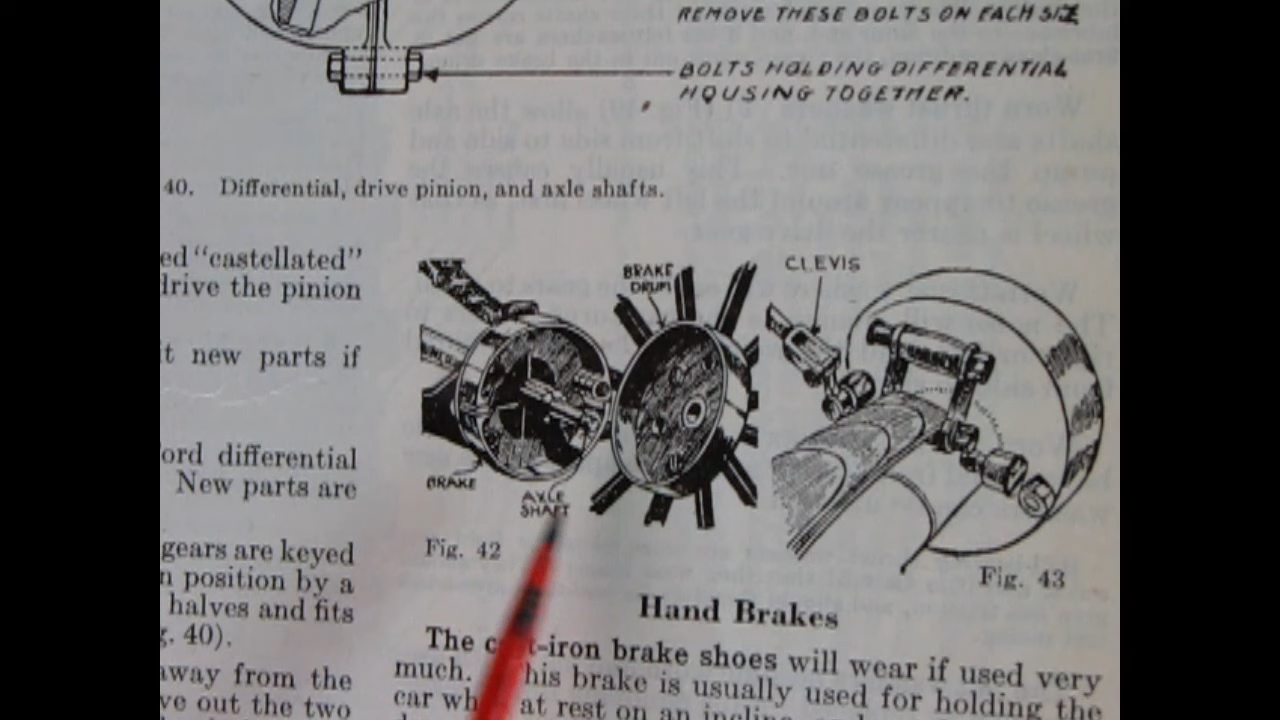 REMOVE THESE BOLTS ON EACH SIZE
BOLTS HOLDING DIFFERENTIAL
HOUSING TOGETHER.
40. Differential, drive pinion, and axle shafts.
ed "castellated"
drive the pinion
it new parts if
ord differential
New parts are
gears are keyed
n position by a
halves and fits
g. 40).
away from the
ve out the two
BRAKE
DRUM
BRAKE
AXLE
SHAFT
Fig. 42
CLEVIS
Fig. 43
Hand Brakes
The -iron brake shoes will wear if used very
much. his brake is usually used for holding the
car at rest on an incline,